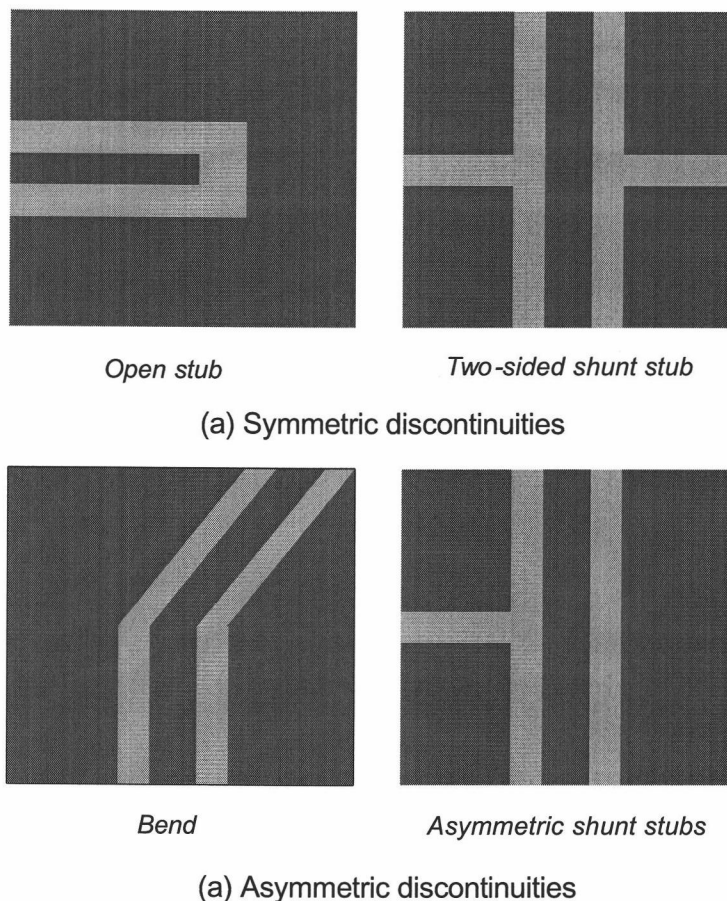 Open stub
Two-sided shunt stub
(a) Symmetric discontinuities
Bend
Asymmetric shunt stubs
(a) Asymmetric discontinuities